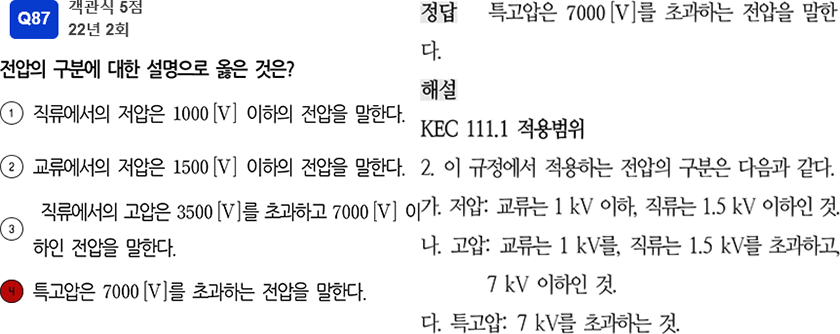 Q87
객관식 5점
22년 2회
전압의 구분에 대한 설명으로 옳은 것은?
① 직류에서의 저압은 1000[V] 이하의 전압을 말한다.
② 교류에서의 저압은 1500[V] 이하의 전압을 말한다.
③ 직류에서의 고압은 3500[V]를 초과하고 7000[V] 이
하인 전압을 말한다.
4 특고압은 7000[V]를 초과하는 전압을 말한다.
정답 특고압은 7000[V]를 초과하는 전압을 말한
다.
해설
KEC 111.1 적용범위
2. 이 규정에서 적용하는 전압의 구분은 다음과 같다.
가. 저압: 교류는 1 kV 이하, 직류는 1.5 kV 이하인 것.
나. 고압: 교류는 1 kV를, 직류는 1.5 kV를 초과하고,
7 kV 이하인 것.
다. 특고압: 7 kV를 초과하는 것.